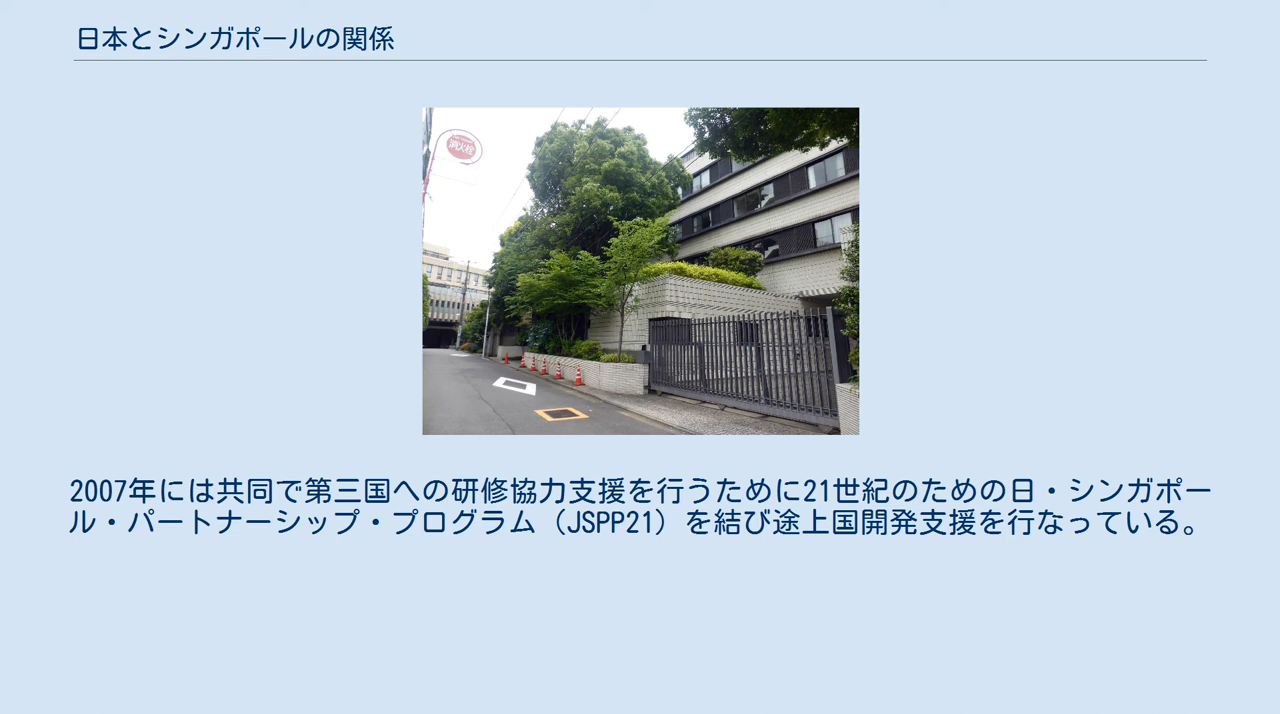 日本とシンガポールの関係
消火栓
2007年には共同で第三国への研修協力支援を行うために21世紀のための日・シンガポー
ル・パートナーシップ・プログラム（JSPP21）を結び途上国開発支援を行なっている。